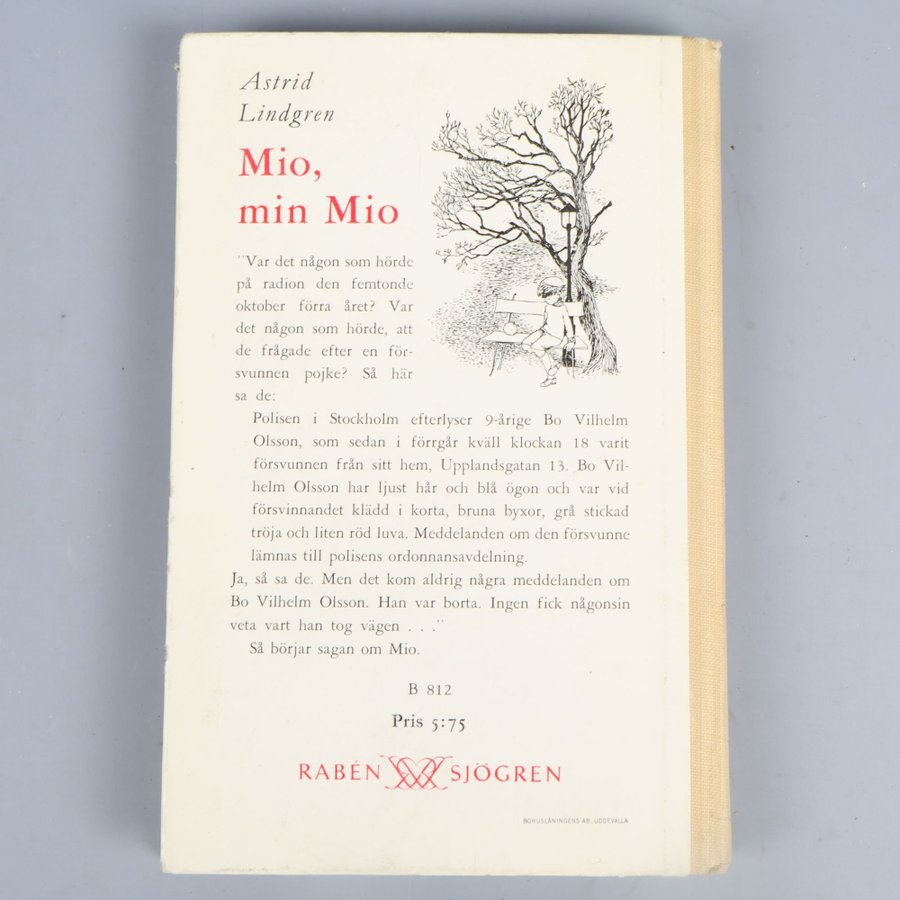 Astrid
Lindgren
Mio,
min Mio
"Var det någon som hörde
på radion den femtonde
oktober förra året? Var
det någon som hörde, att
de frågade efter en för-
svunnen pojke? Så här
sa de:
Polisen i Stockholm efterlyser 9-årige Bo Vilhelm
Olsson, som sedan i förrgår kväll klockan 18 varit
försvunnen från sitt hem, Upplandsgatan 13. Bo Vil-
helm Olsson har ljust hår och blå ögon och var vid
försvinnandet klädd i korta, bruna byxor, grå stickad
tröja och liten röd luva. Meddelanden om den försvunne
lämnas till polisens ordonnansavdelning.
Ja, så sa de. Men det kom aldrig några meddelanden om
Bo Vilhelm Olsson. Han var borta. Ingen fick någonsin
veta vart han tog vägen . . ."
Så börjar sagan om Mio.
B 812
Pris 5:75
RABÉN SJÖGREN
BOHUSLÄNINGENS AB, UDDEVALLA